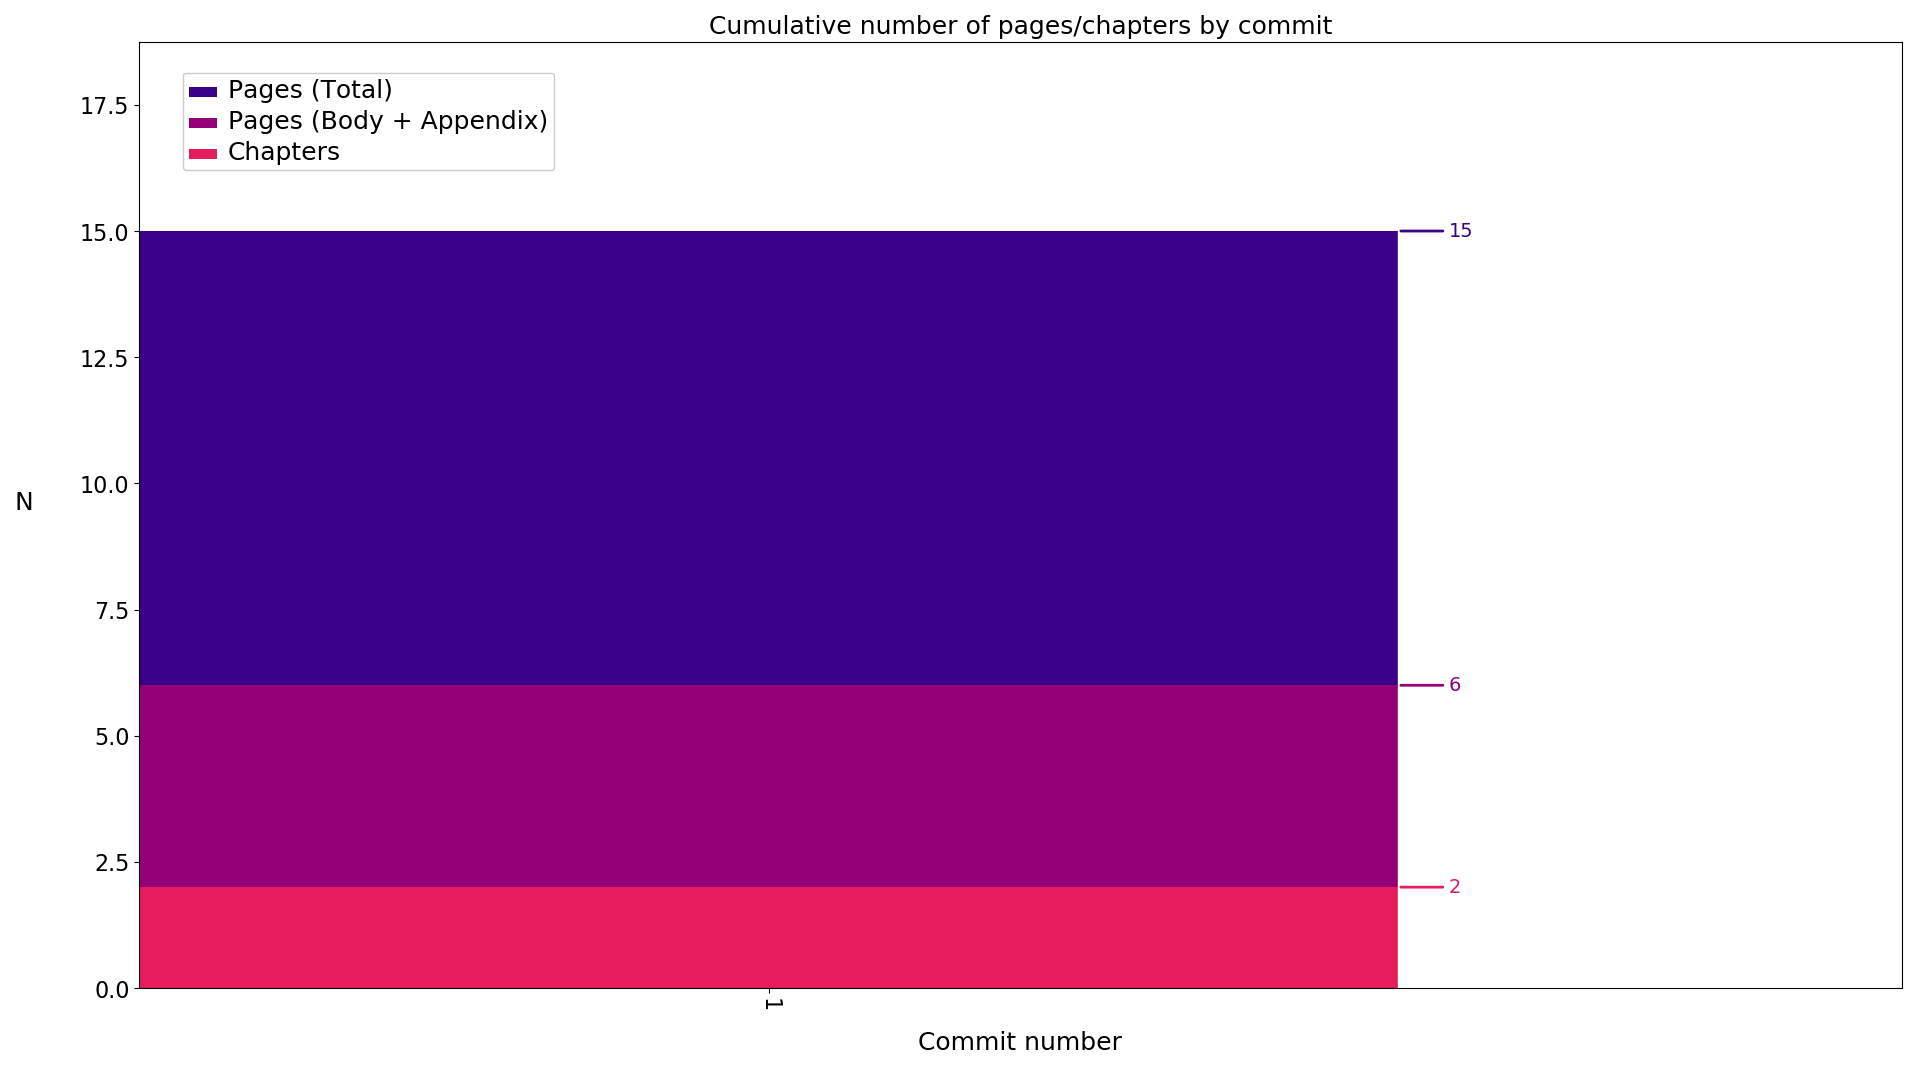 Cumulative number of pages/chapters by commit
Pages (Total)
Pages (Body + Appendix)
Chapters
17.5
15.0
12.5
10.0
7.5
5.0
2.5
0.0
N
15
6
2
1
Commit number